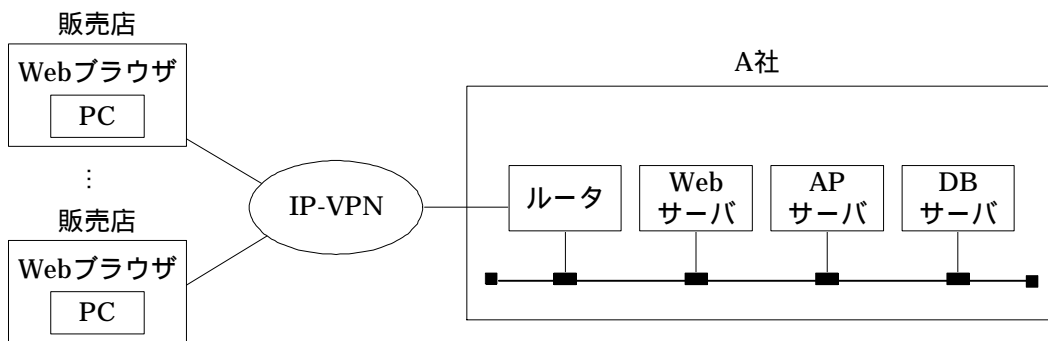 販売店
Webブラウザ
PC
⋮
販売店
Webブラウザ
PC
IP-VPN
A社
ルータ
Web
サーバ
AP
サーバ
DB
サーバ